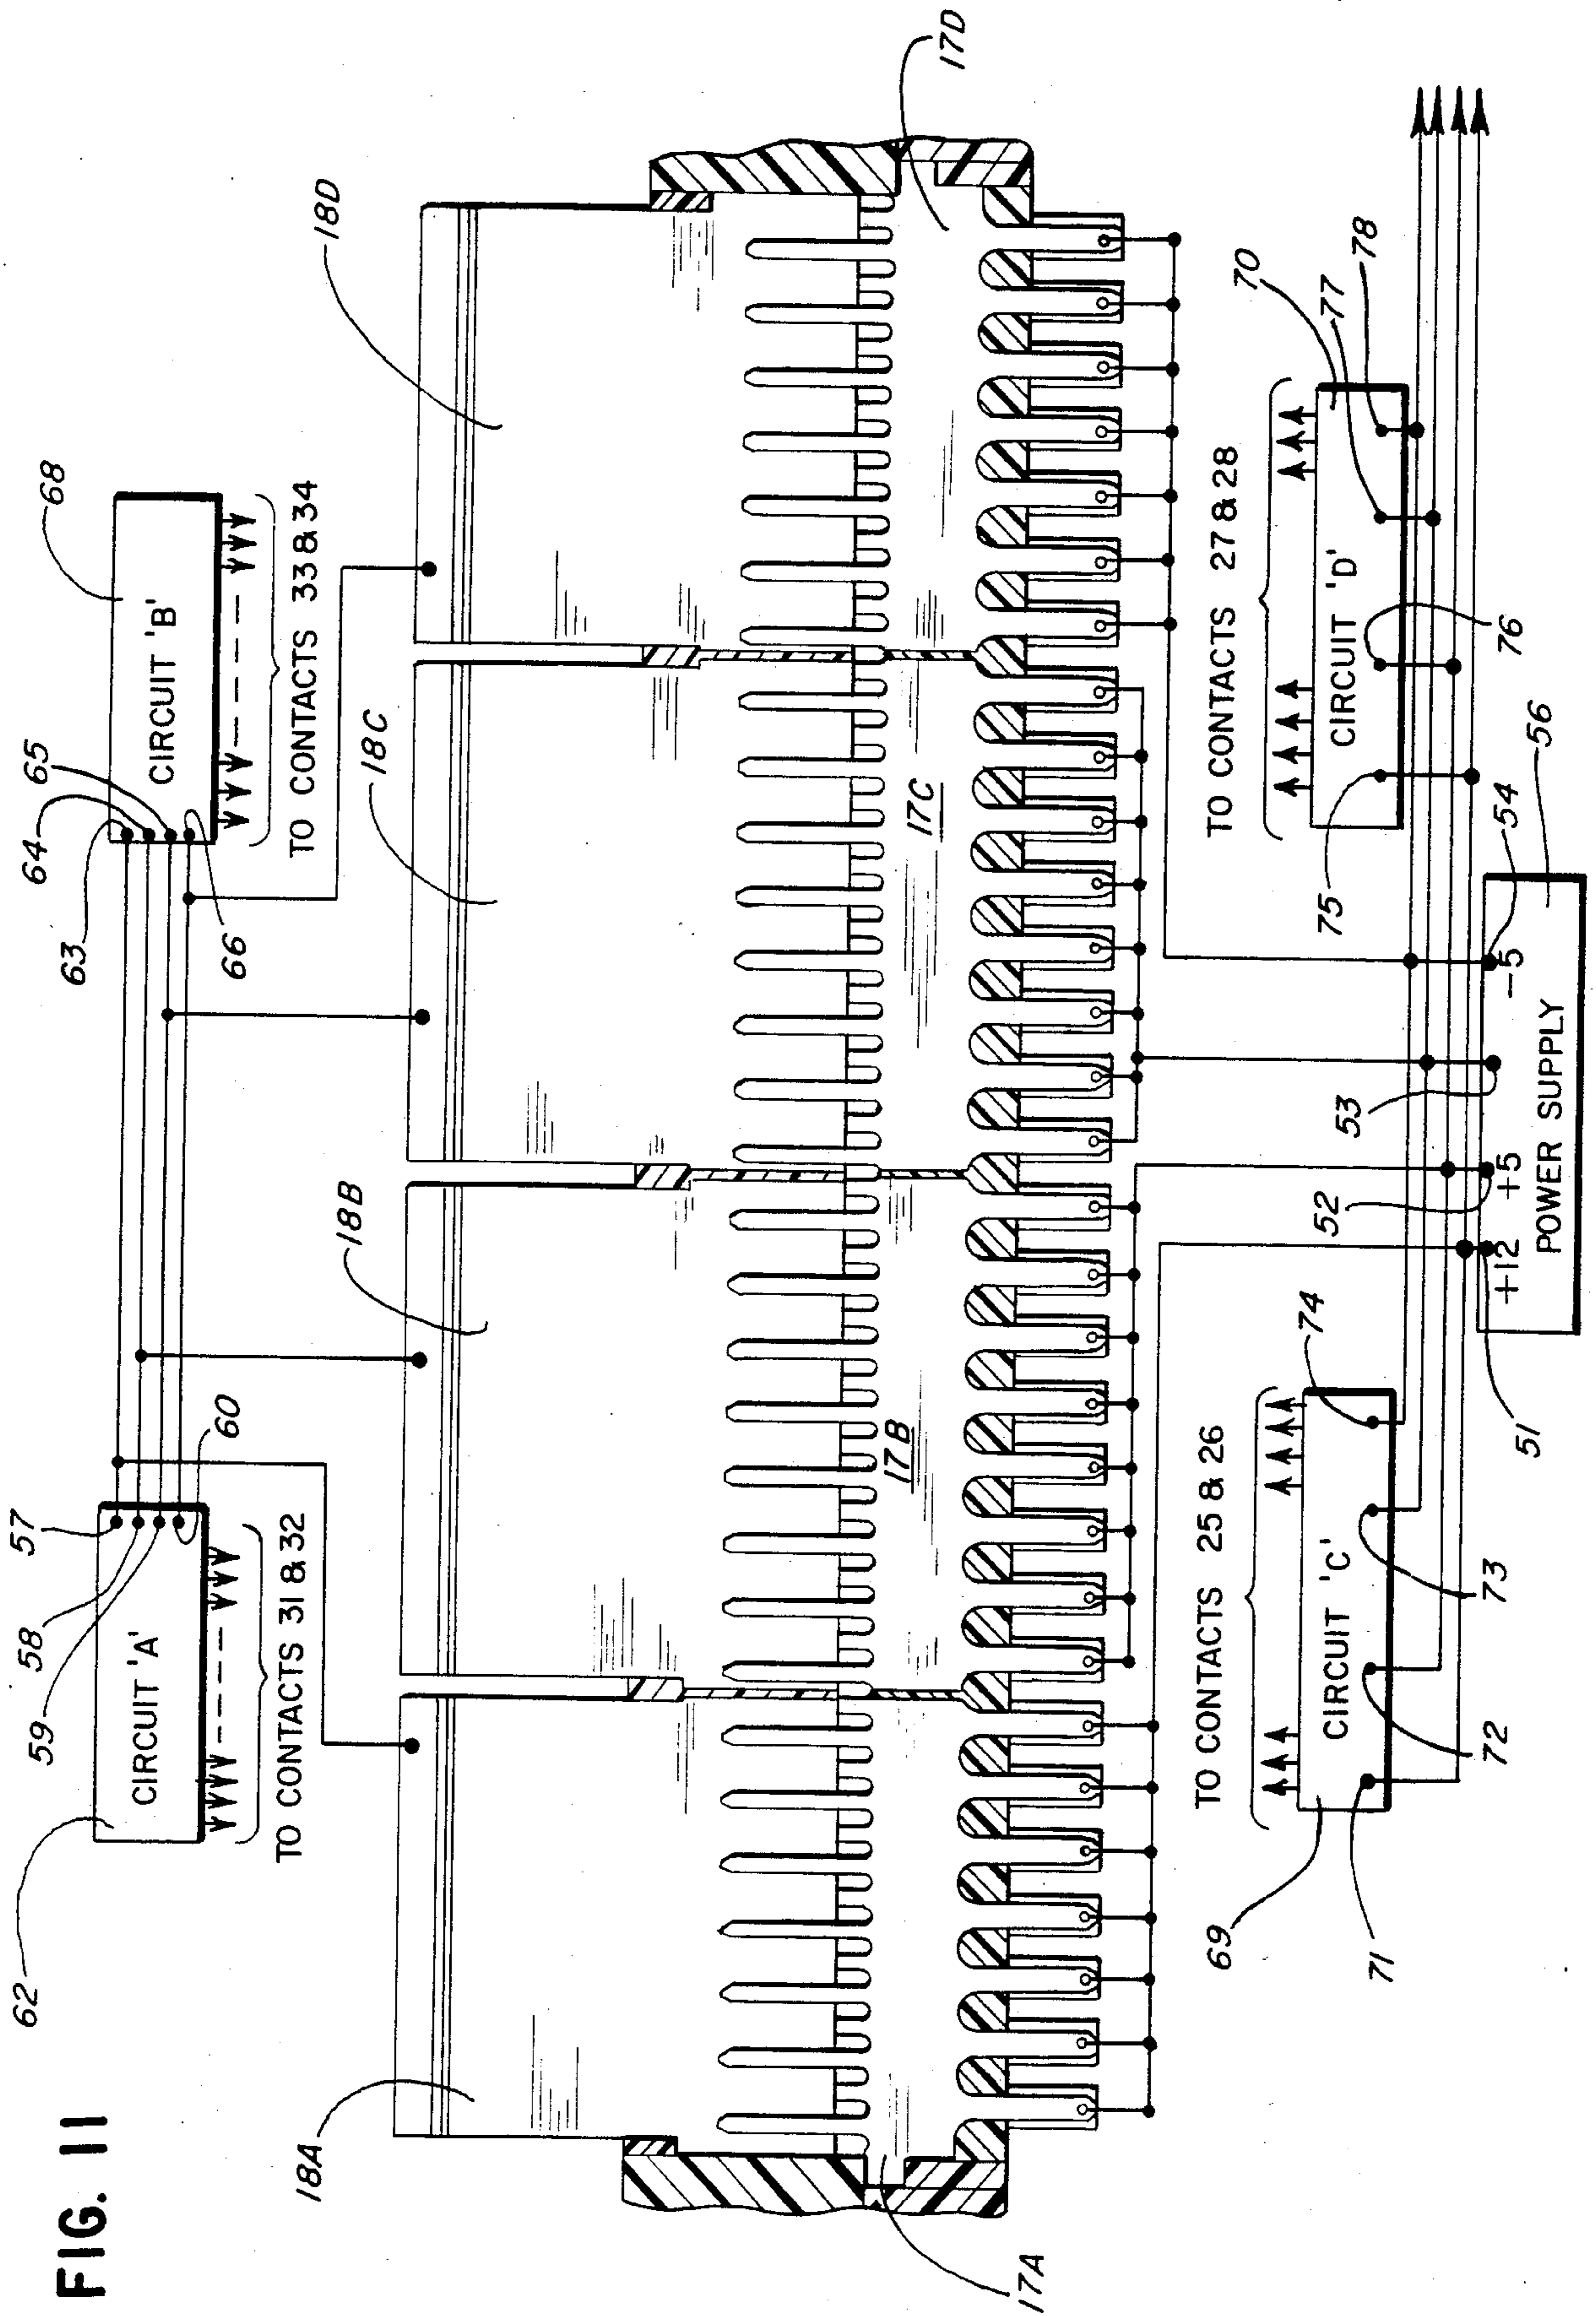 FIG. 11
62
CIRCUIT 'A'
57
58
59
60
TO CONTACTS 31 & 32
63
64
65
66
CIRCUIT 'B'
68
TO CONTACTS 33 & 34
18A
18B
18C
18D
17A
17B
17C
17D
TO CONTACTS 25 & 26
69
CIRCUIT 'C'
71
72
73
74
TO CONTACTS 27 & 28
70
CIRCUIT 'D'
75
76
77
78
51
52
53
54
+12
+5
-5
POWER SUPPLY
56